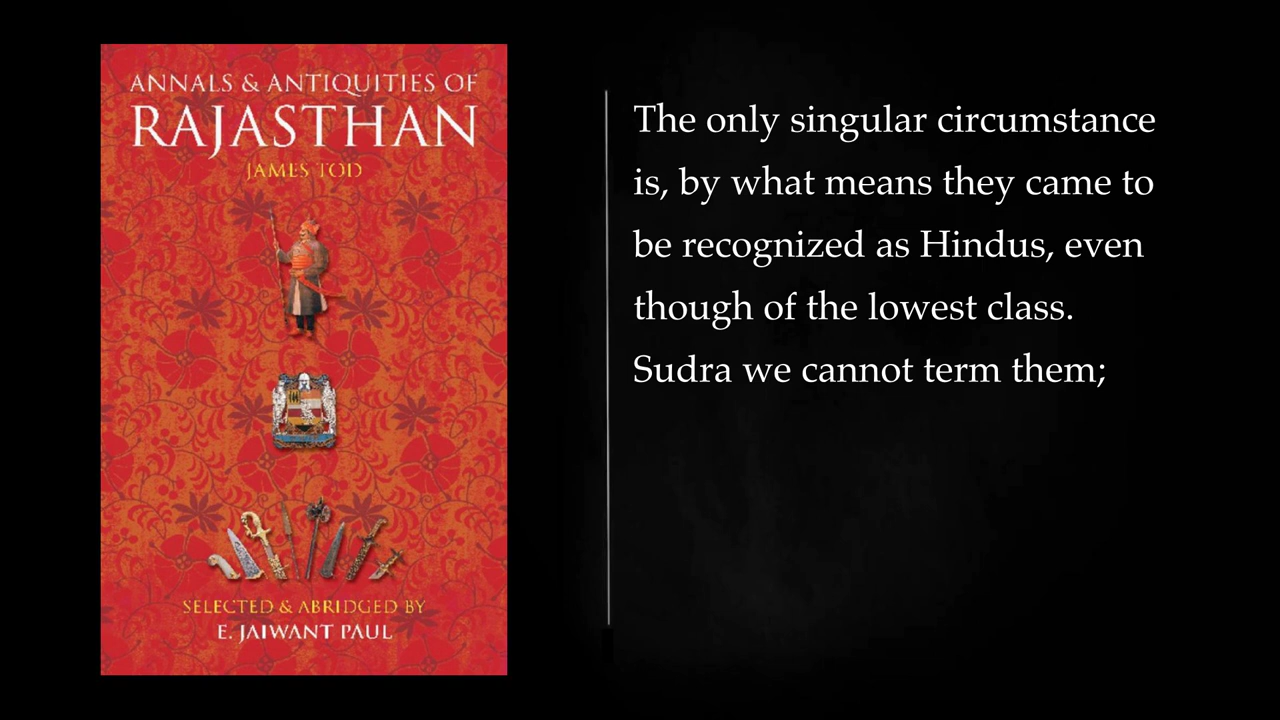 ANNALS & ANTIQUITIES OF
RAJASTHAN
JAMES TOD
SELECTED & ABRIDGED BY
E. JAIWANT PAUL
The only singular circumstance
is, by what means they came to
be recognized as Hindus, even
though of the lowest class.
Sudra we cannot term them;